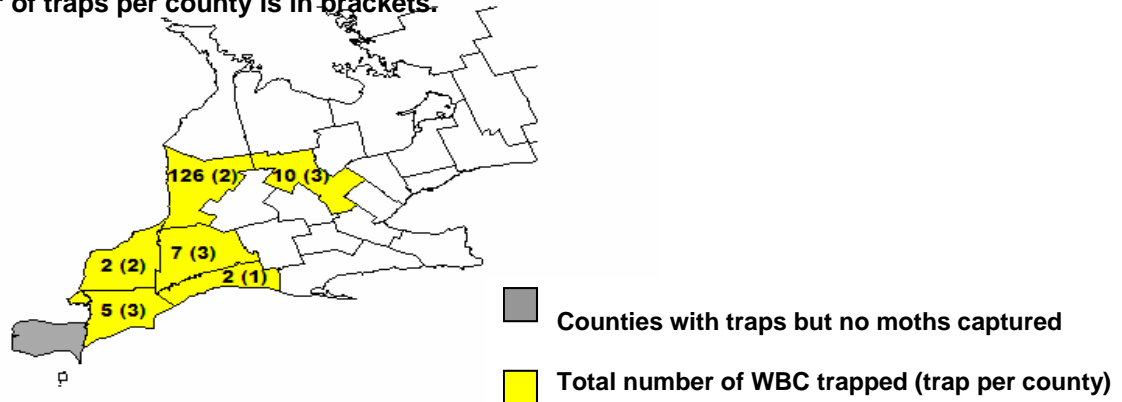 of traps per county is in brackets.
126 (2)
10 (3)
7 (3)
2 (2)
2 (1)
5 (3)
Counties with traps but no moths captured
Total number of WBC trapped (trap per county)